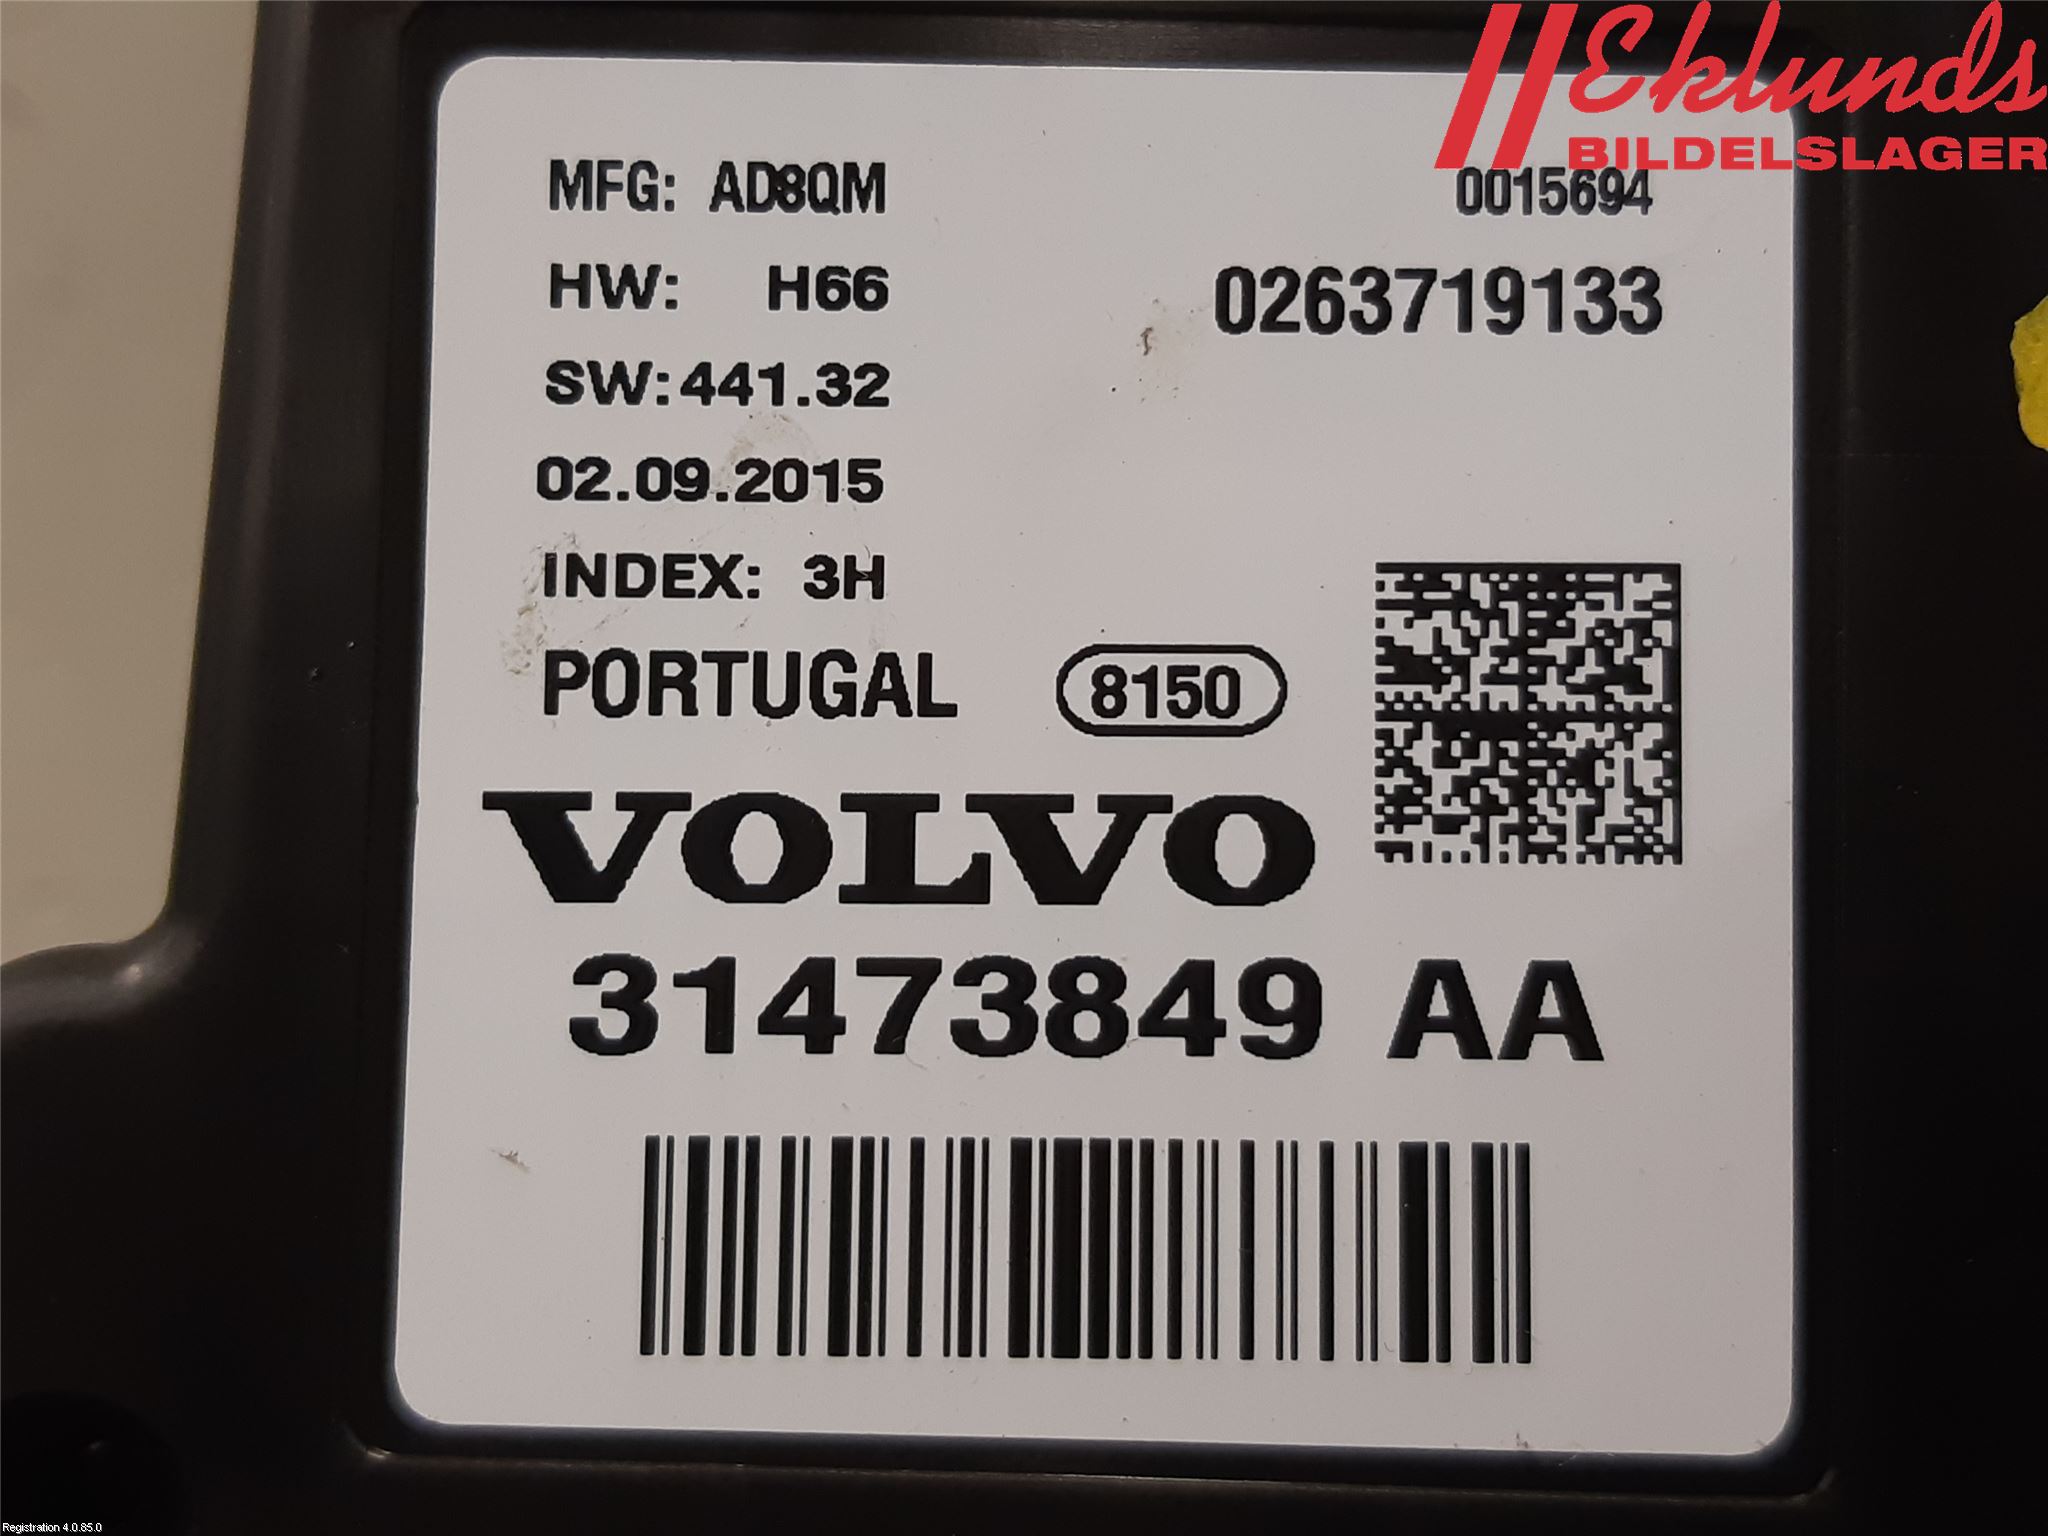 Eklunds
BILDELSLAGER
MFG: AD8QM 0015694
HW: H66 0263719133
SW:441.32
02.09.2015
INDEX: 3H
PORTUGAL 8150
VOLVO
31473849 AA
Registration 4.0.85.0